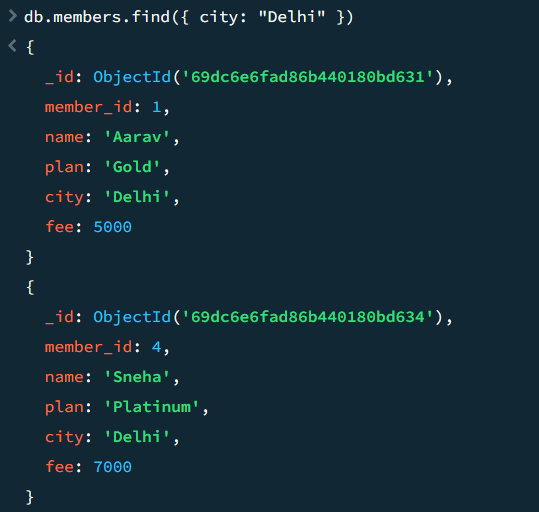 > db.members.find({ city: "Delhi" })
< {
_id: ObjectId('69dc6e6fad86b440180bd631'),
member_id: 1,
name: 'Aarav',
plan: 'Gold',
city: 'Delhi',
fee: 5000
}
{
_id: ObjectId('69dc6e6fad86b440180bd634'),
member_id: 4,
name: 'Sneha',
plan: 'Platinum',
city: 'Delhi',
fee: 7000
}